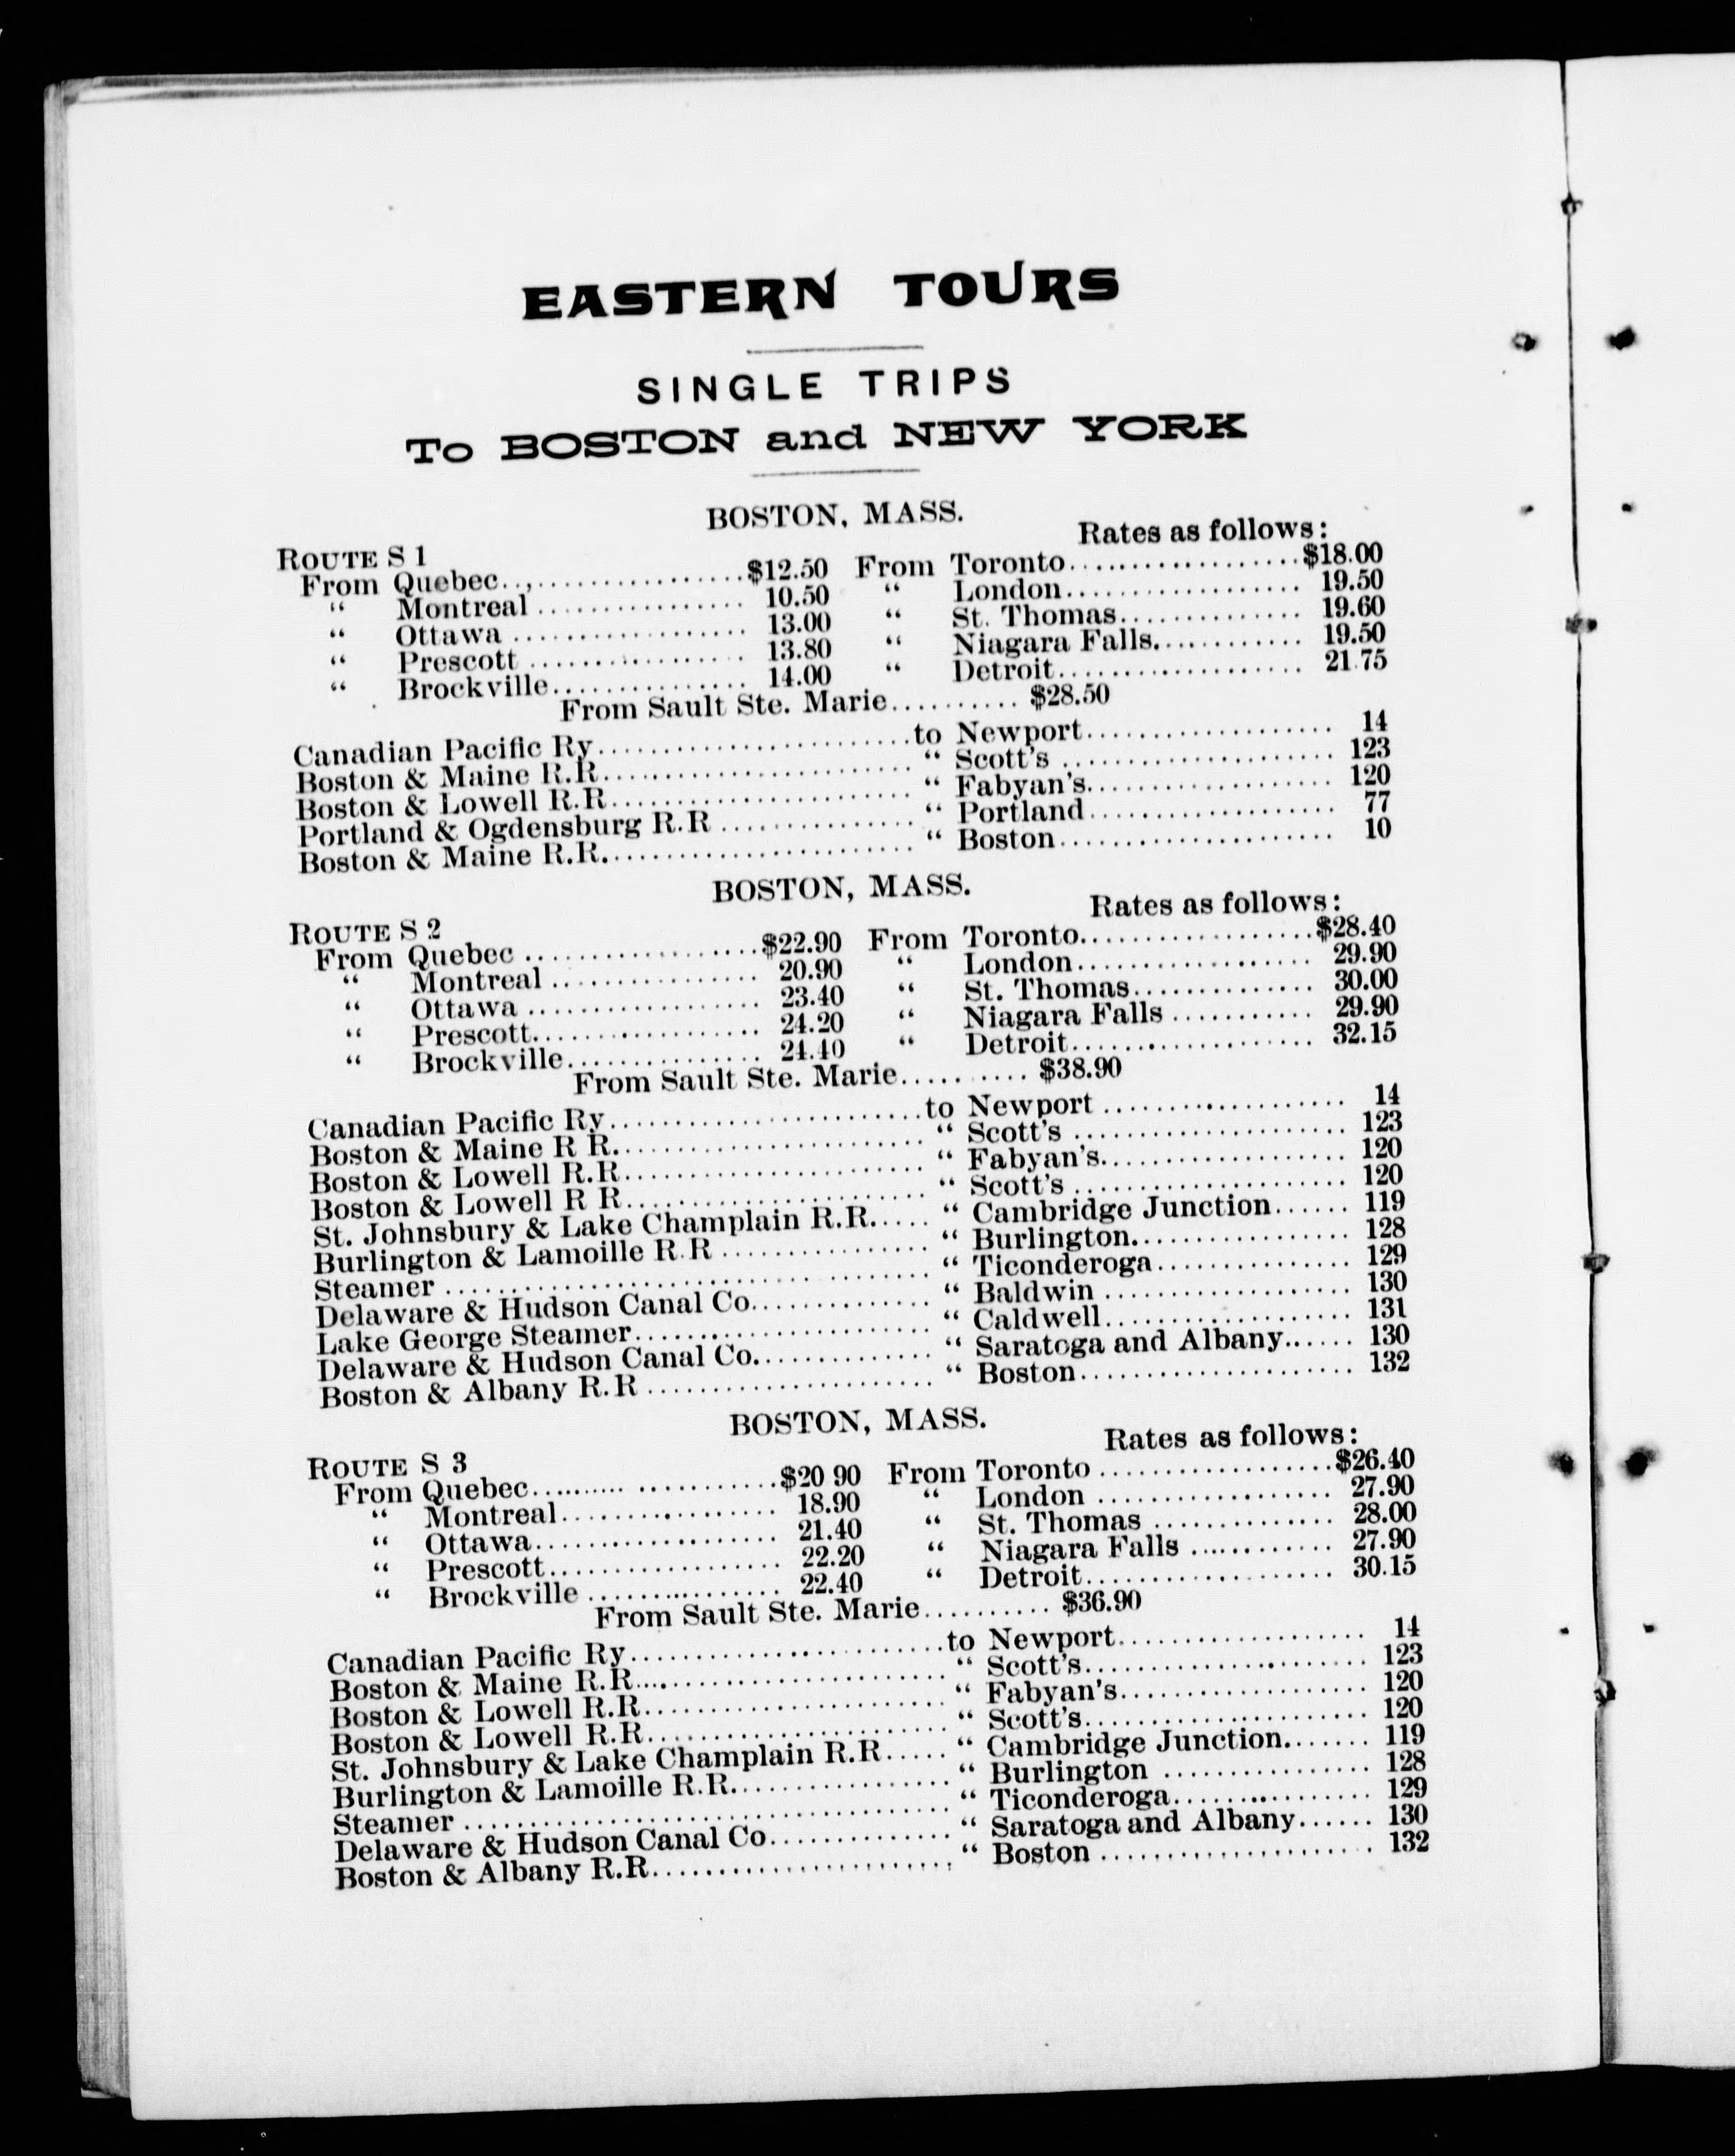 EASTERN TOURS
SINGLE TRIPS
To BOSTON and NEW YORK
BOSTON, MASS.
ROUTE S 1 Rates as follows:
From Quebec..,................$12.50 From Toronto..................$18.00
“ Montreal................ 10.50 “ London................... 19.50
“ Ottawa.................. 13.00 “ St. Thomas............... 19.60
“ Prescott................. 13.80 “ Niagara Falls............ 19.50
“ Brockville............... 14.00 “ Detroit................... 21.75
From Sault Ste. Marie.......... $28.50
Canadian Pacific Ry.........................to Newport.................... 14
Boston & Maine R.R......................... “ Scott's...................... 123
Boston & Lowell R.R........................ “ Fabyan's.................... 120
Portland & Ogdensburg R.R............... “ Portland.................... 77
Boston & Maine R.R......................... “ Boston...................... 10
BOSTON, MASS.
ROUTE S 2 Rates as follows:
From Quebec...................$22.90 From Toronto...................$28.40
“ Montreal................ 20.90 “ London................... 29.90
“ Ottawa.................. 23.40 “ St. Thomas............... 30.00
“ Prescott.................. 24.20 “ Niagara Falls........... 29.90
“ Brockville............... 24.40 “ Detroit................... 32.15
From Sault Ste. Marie.......... $38.90
Canadian Pacific Ry.........................to Newport.................... 14
Boston & Maine R R......................... “ Scott's...................... 123
Boston & Lowell R.R........................ “ Fabyan's.................... 120
Boston & Lowell R R........................ “ Scott's...................... 120
St. Johnsbury & Lake Champlain R.R..... “ Cambridge Junction...... 119
Burlington & Lamoille R.R................. “ Burlington.................. 128
Steamer....................................... “ Ticonderoga................ 129
Delaware & Hudson Canal Co.............. “ Baldwin.................... 130
Lake George Steamer........................ “ Caldwell.................... 131
Delaware & Hudson Canal Co.............. “ Saratoga and Albany...... 130
Boston & Albany R.R....................... “ Boston...................... 132
BOSTON, MASS.
ROUTE S 3 Rates as follows:
From Quebec.....................$20 90 From Toronto...................$26.40
“ Montreal................. 18.90 “ London................... 27.90
“ Ottawa................... 21.40 “ St. Thomas............... 28.00
“ Prescott.................. 22.20 “ Niagara Falls............ 27.90
“ Brockville............... 22.40 “ Detroit.................... 30.15
From Sault Ste. Marie.......... $36.90
Canadian Pacific Ry.........................to Newport.................... 14
Boston & Maine R.R......................... “ Scott's....................... 123
Boston & Lowell R.R........................ “ Fabyan's.................... 120
Boston & Lowell R.R........................ “ Scott's....................... 120
St. Johnsbury & Lake Champlain R.R..... “ Cambridge Junction....... 119
Burlington & Lamoille R.R................. “ Burlington................. 128
Steamer....................................... “ Ticonderoga................ 129
Delaware & Hudson Canal Co.............. “ Saratoga and Albany...... 130
Boston & Albany R.R........................ “ Boston...................... 132